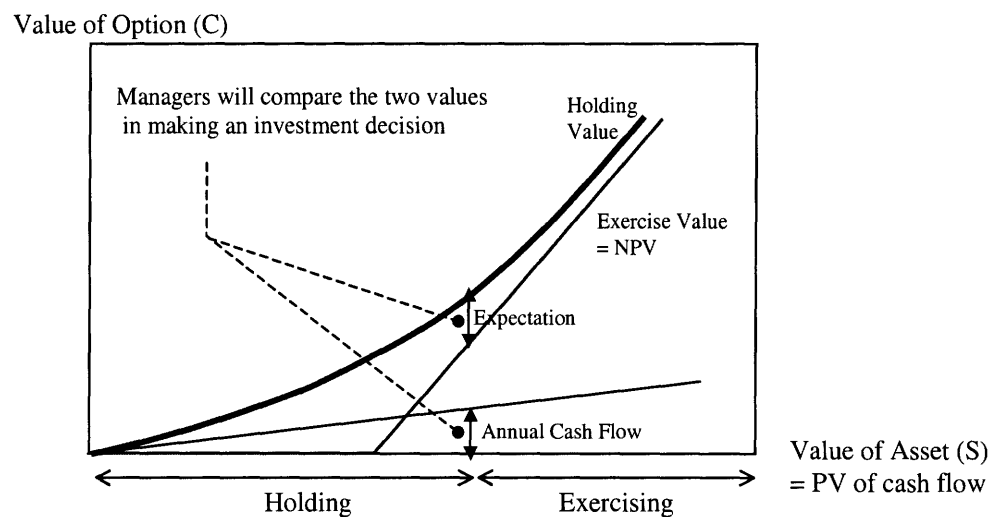 Value of Option (C)
Managers will compare the two values
in making an investment decision
Holding
Value
Exercise Value
= NPV
Expectation
Annual Cash Flow
Value of Asset (S)
= PV of cash flow
Holding
Exercising